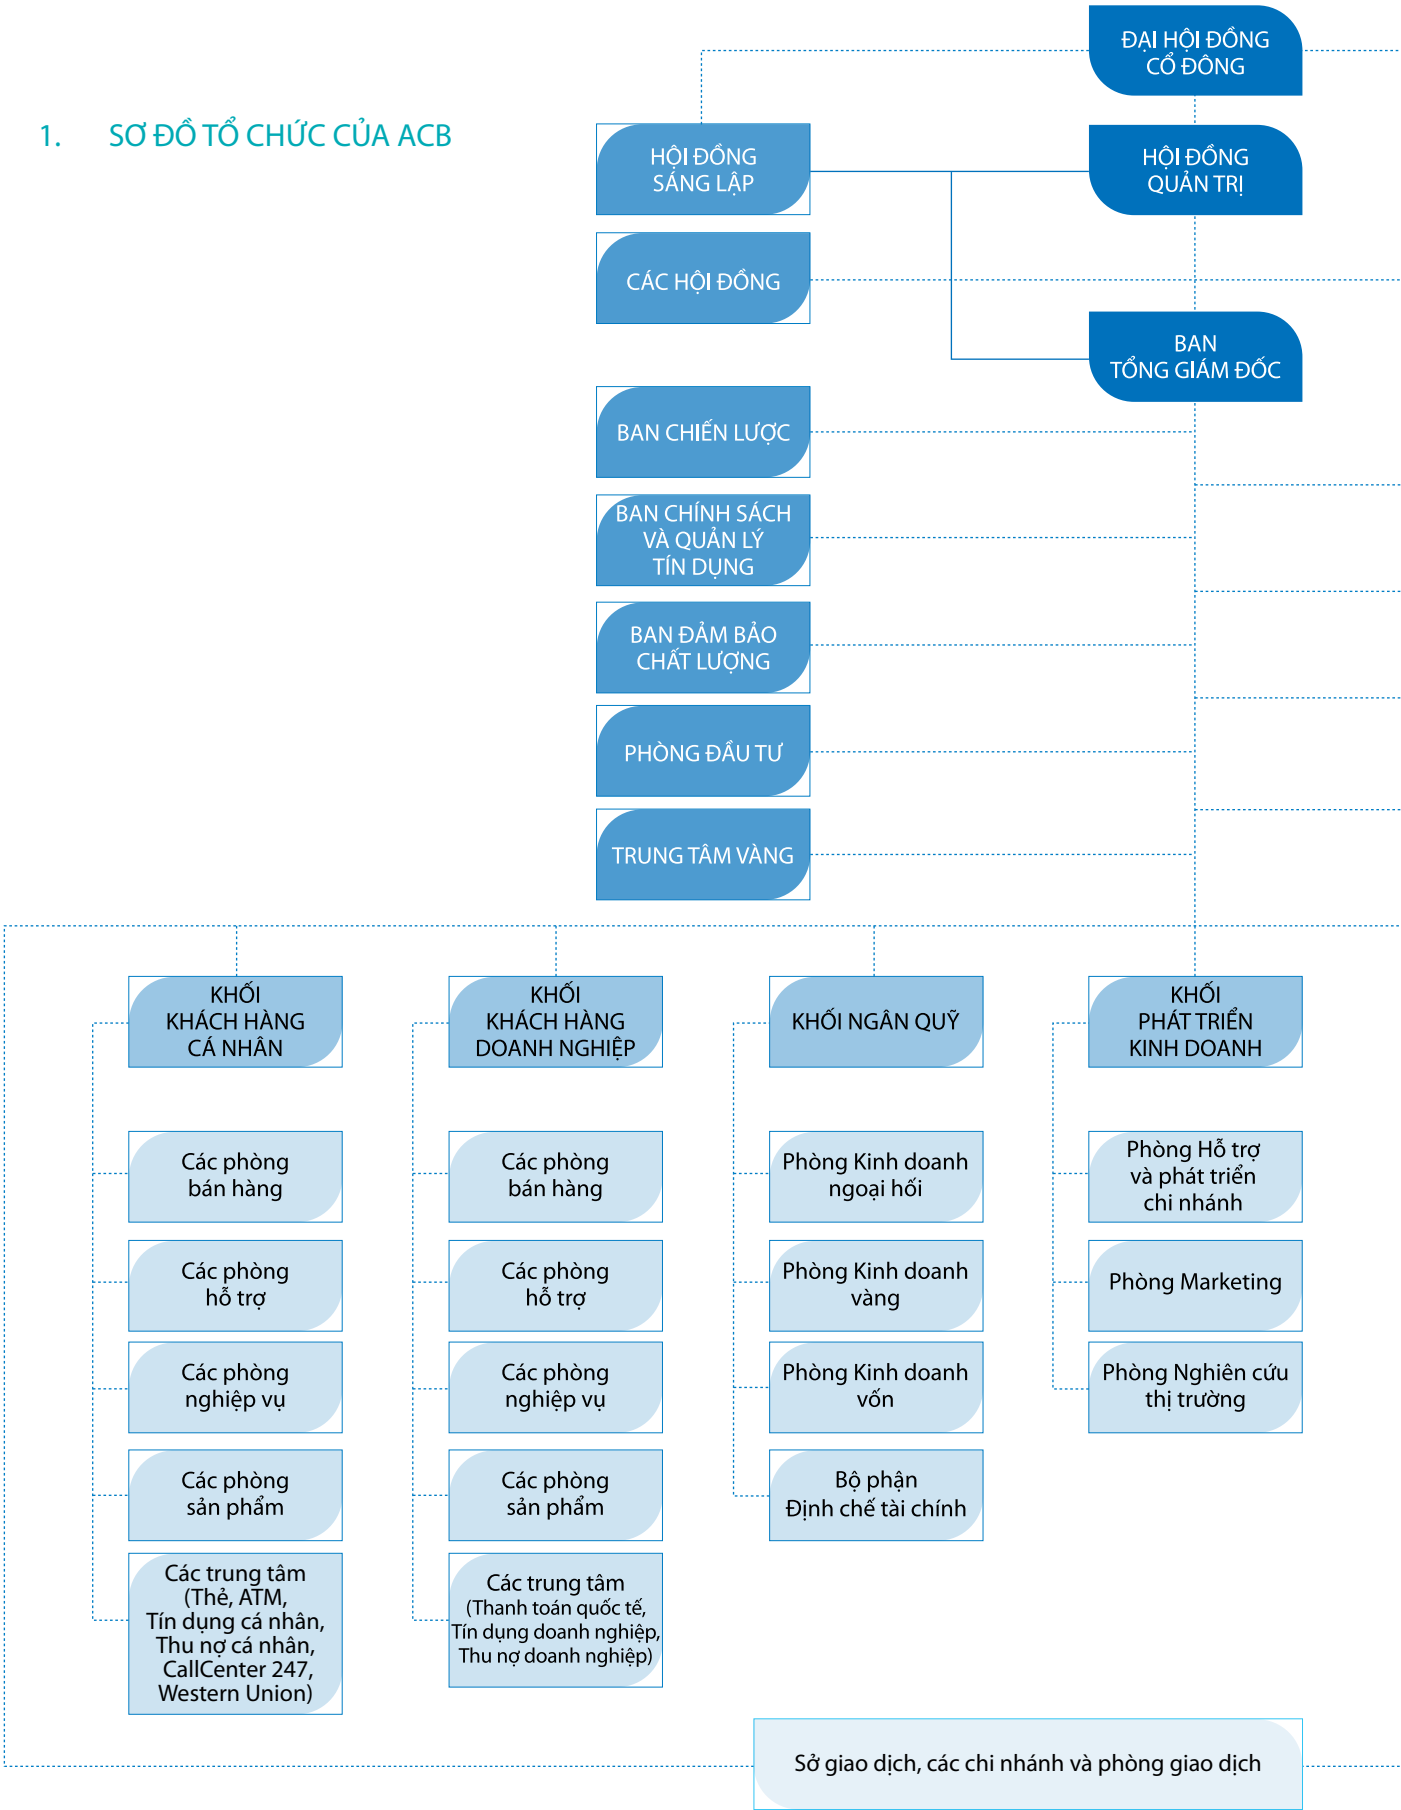 ĐẠI HỘI ĐỒNG
CỔ ĐÔNG
1. SƠ ĐỒ TỔ CHỨC CỦA ACB
HỘI ĐỒNG
SÁNG LẬP
HỘI ĐỒNG
QUẢN TRỊ
CÁC HỘI ĐỒNG
BAN
TỔNG GIÁM ĐỐC
BAN CHIẾN LƯỢC
BAN CHÍNH SÁCH
VÀ QUẢN LÝ
TÍN DỤNG
BAN ĐẢM BẢO
CHẤT LƯỢNG
PHÒNG ĐẦU TƯ
TRUNG TÂM VÀNG
KHỐI
KHÁCH HÀNG
CÁ NHÂN
KHỐI
KHÁCH HÀNG
DOANH NGHIỆP
KHỐI NGÂN QUỸ
KHỐI
PHÁT TRIỂN
KINH DOANH
Các phòng
bán hàng
Các phòng
bán hàng
Phòng Kinh doanh
ngoại hối
Phòng Hỗ trợ
và phát triển
chi nhánh
Các phòng
hỗ trợ
Các phòng
hỗ trợ
Phòng Kinh doanh
vàng
Phòng Marketing
Các phòng
nghiệp vụ
Các phòng
nghiệp vụ
Phòng Kinh doanh
vốn
Phòng Nghiên cứu
thị trường
Các phòng
sản phẩm
Các phòng
sản phẩm
Bộ phận
Định chế tài chính
Các trung tâm
(Thẻ, ATM,
Tín dụng cá nhân,
Thu nợ cá nhân,
CallCenter 247,
Western Union)
Các trung tâm
(Thanh toán quốc tế,
Tín dụng doanh nghiệp,
Thu nợ doanh nghiệp)
Sở giao dịch, các chi nhánh và phòng giao dịch